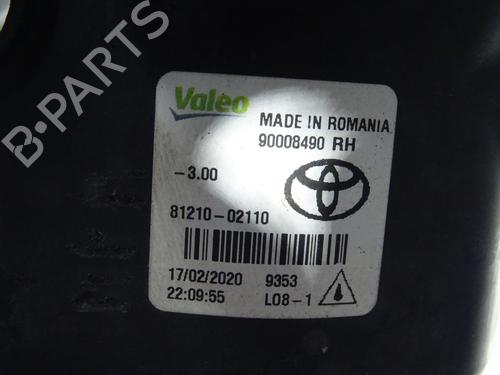 B-PARTS
Valeo
MADE IN ROMANIA
90008490 RH
-3.00
81210-02110
17/02/2020 9353
22:09:55 L08-1